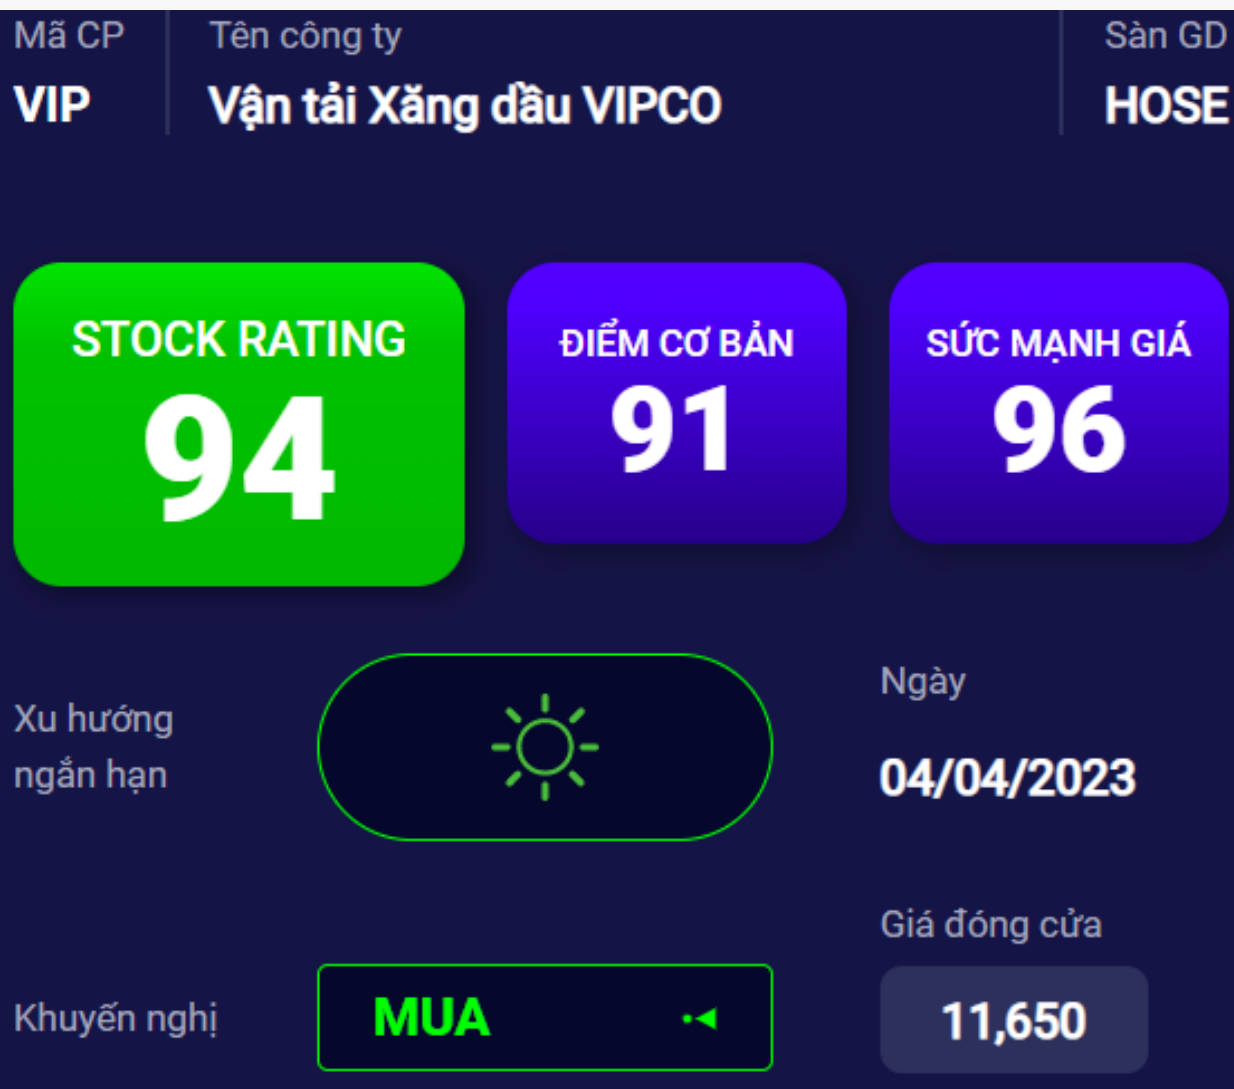 Mã CP
Tên công ty
Sàn GD
VIP
Vận tải Xăng dầu VIPCO
HOSE
STOCK RATING
94
ĐIỂM CƠ BẢN
91
SỨC MẠNH GIÁ
96
Xu hướng
ngắn hạn
Ngày
04/04/2023
Khuyến nghị
MUA
Giá đóng cửa
11,650